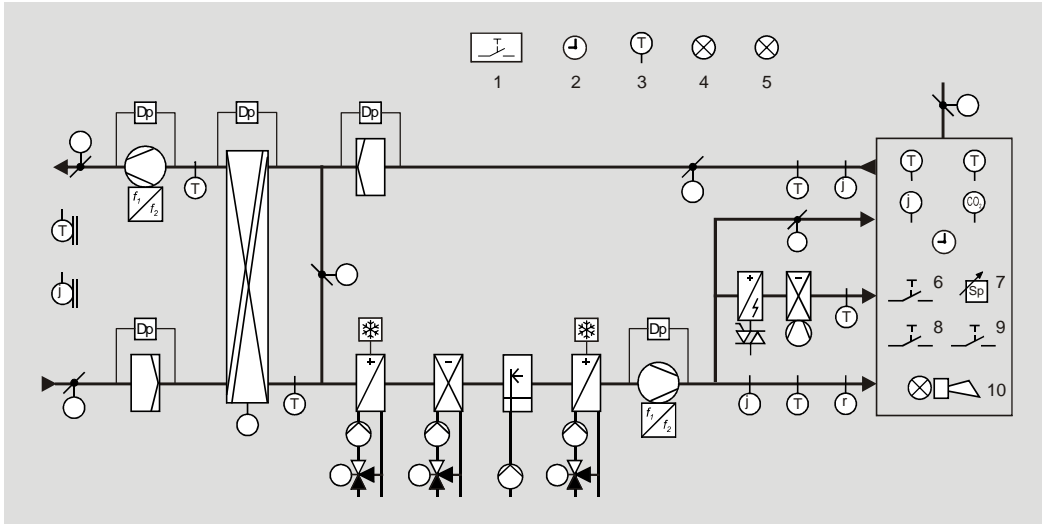 T
1 2 3 4 5
Dp Dp Dp
T T
T CO₂
j
T T j
f₁ f₂
T
j
6 Sp 7
T
8 9
Dp Dp
T
10
j T r
f₁ f₂